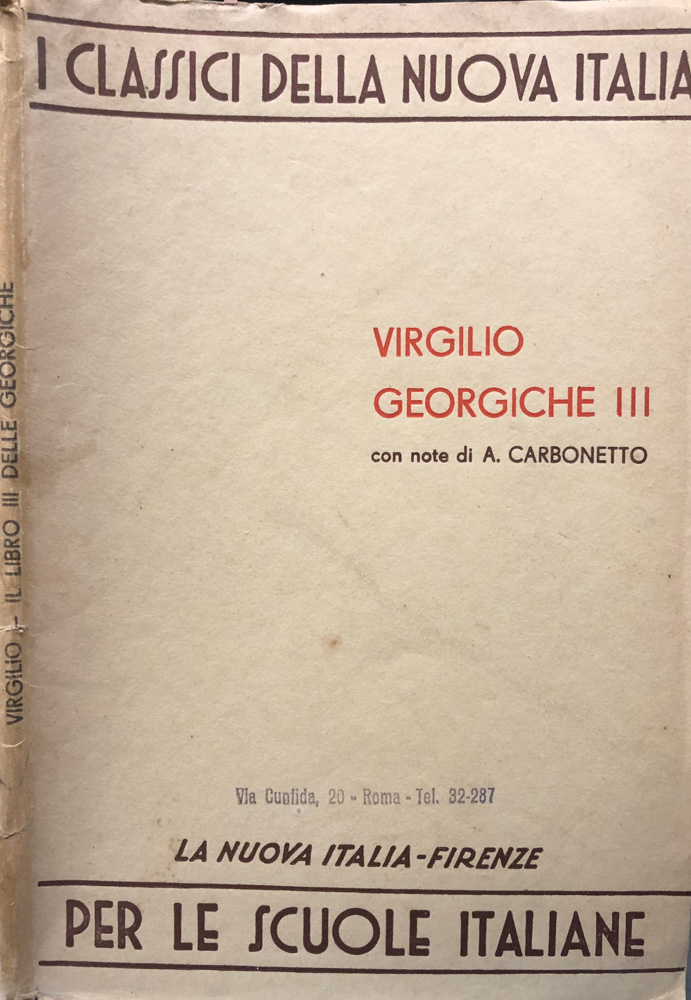 I CLASSICI DELLA NUOVA ITALIA
VIRGILIO
GEORGICHE III
con note di A. CARBONETTO
Via Cunfida, 20 - Roma - Tel. 32-287
LA NUOVA ITALIA-FIRENZE
PER LE SCUOLE ITALIANE
VIRGILIO - IL LIBRO III DELLE GEORGICHE